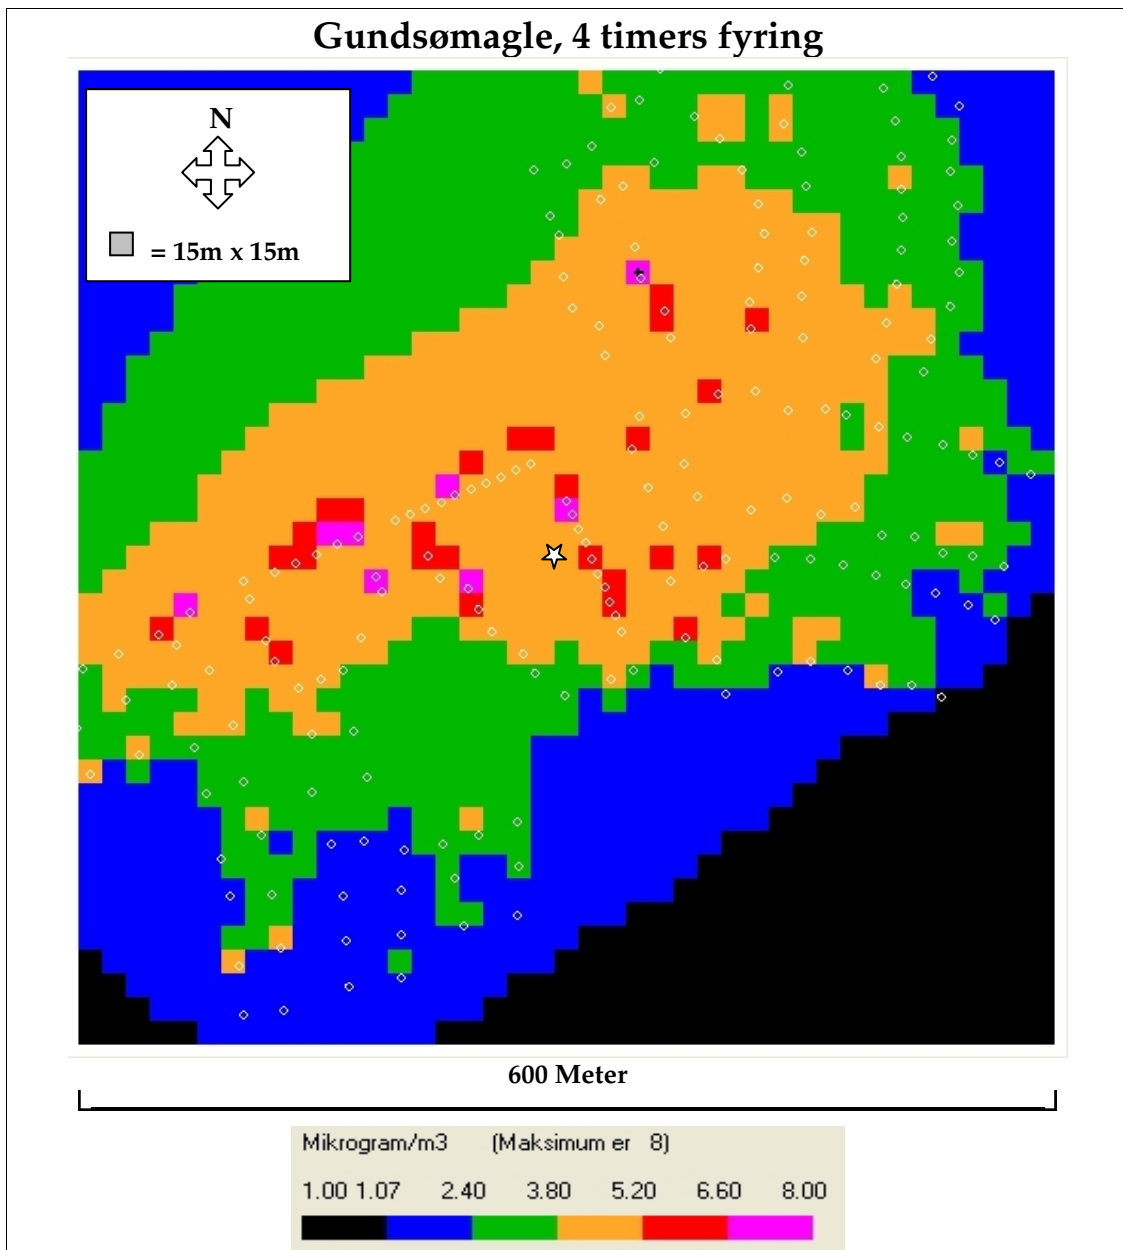 Gundsømagle, 4 timers fyring
N
= 15m x 15m
600 Meter
Mikrogram/m3 (Maksimum er 8)
1.00 1.07 2.40 3.80 5.20 6.60 8.00